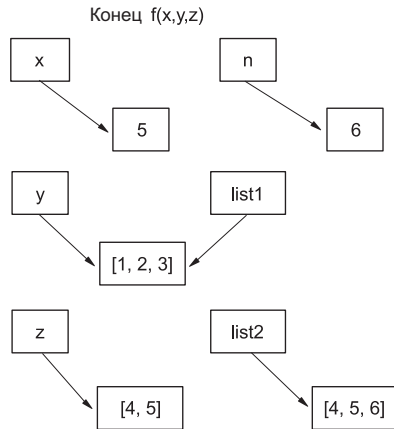 Конец f(x,y,z)
x
n
5
6
y
list1
[1, 2, 3]
z
list2
[4, 5]
[4, 5, 6]